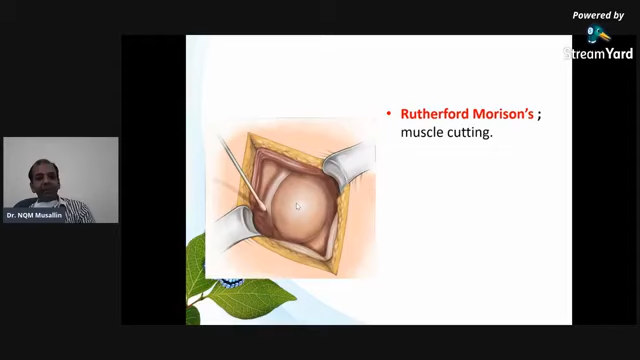 Powered by
StreamYard
• Rutherford Morison's ;
muscle cutting.
Dr. NQM Musallin